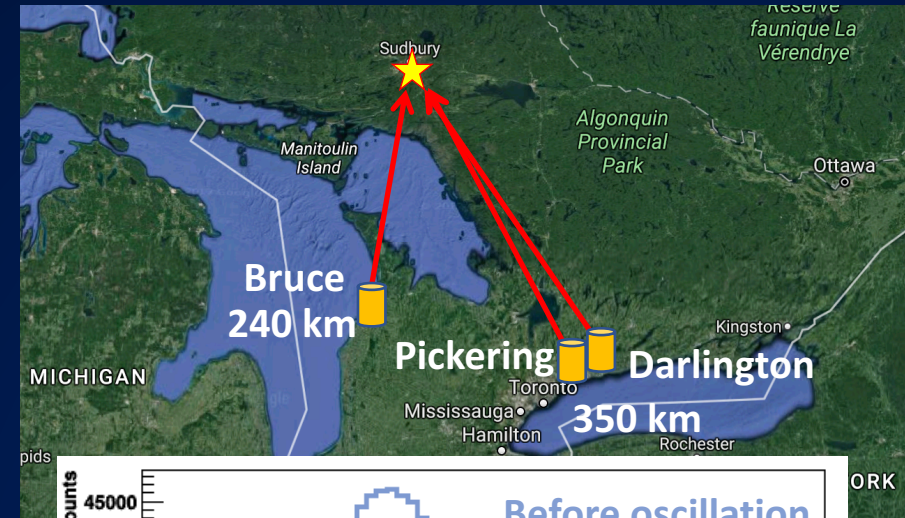 Réserve
faunique La
Vérendrye
Sudbury
Algonquin
Provincial
Park
Manitoulin
Island
Ottawa
Bruce
240 km
Kingston
Pickering
Darlington
MICHIGAN
Toronto
Mississauga
350 km
Hamilton
Rochester
45000
Before oscillation